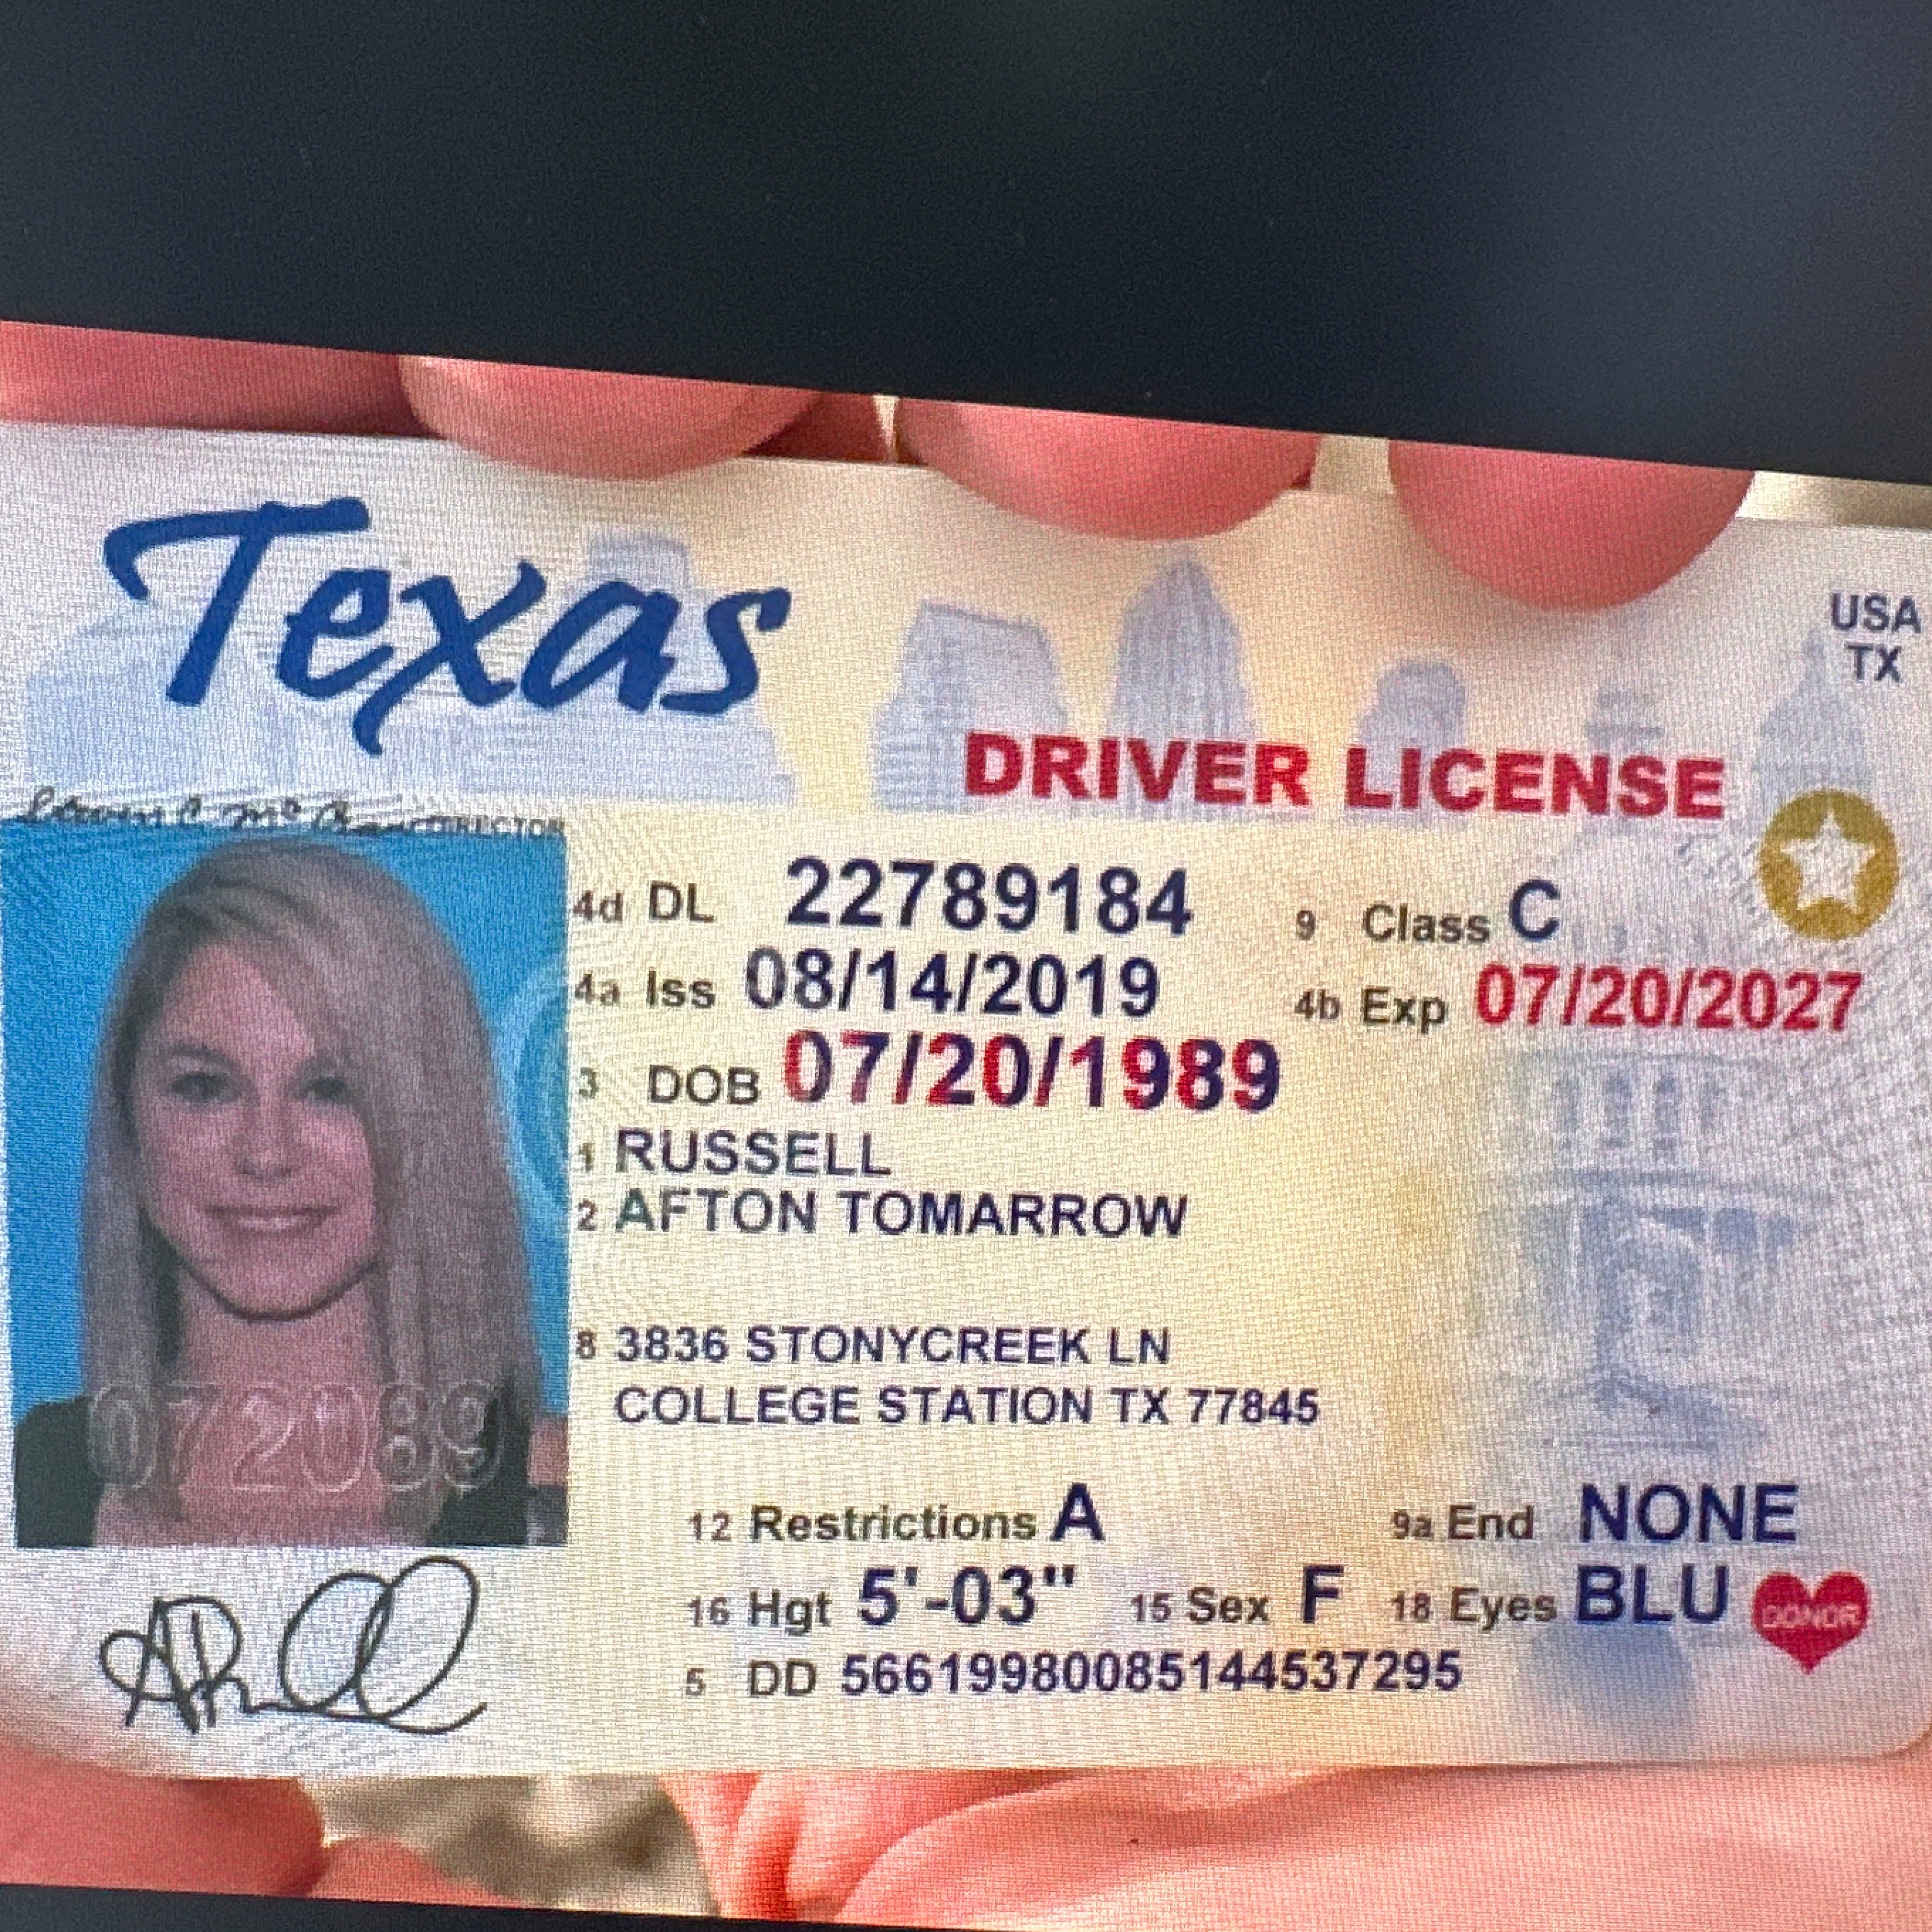 Texas
USA
TX
DRIVER LICENSE
DIRECTOR
4d DL 22789184 9 Class C
4a Iss 08/14/2019 4b Exp 07/20/2027
3 DOB 07/20/1989
1 RUSSELL
2 AFTON TOMARROW
8 3836 STONYCREEK LN
COLLEGE STATION TX 77845
072089
12 Restrictions A 9a End NONE
16 Hgt 5'-03" 15 Sex F 18 Eyes BLU DONOR
5 DD 56619980085144537295